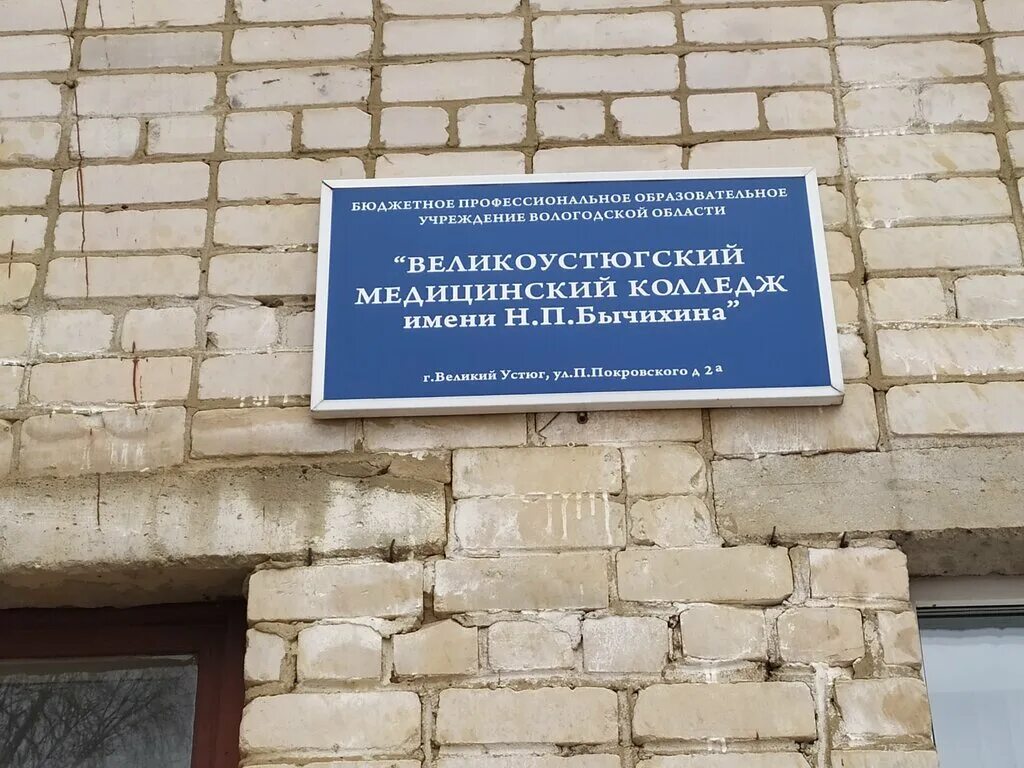 БЮДЖЕТНОЕ ПРОФЕССИОНАЛЬНОЕ ОБРАЗОВАТЕЛЬНОЕ
УЧРЕЖДЕНИЕ ВОЛОГОДСКОЙ ОБЛАСТИ
“ВЕЛИКОУСТЮГСКИЙ
МЕДИЦИНСКИЙ КОЛЛЕДЖ
имени Н.П.Бычихина”
г.Великий Устюг, ул.П.Покровского д 2а